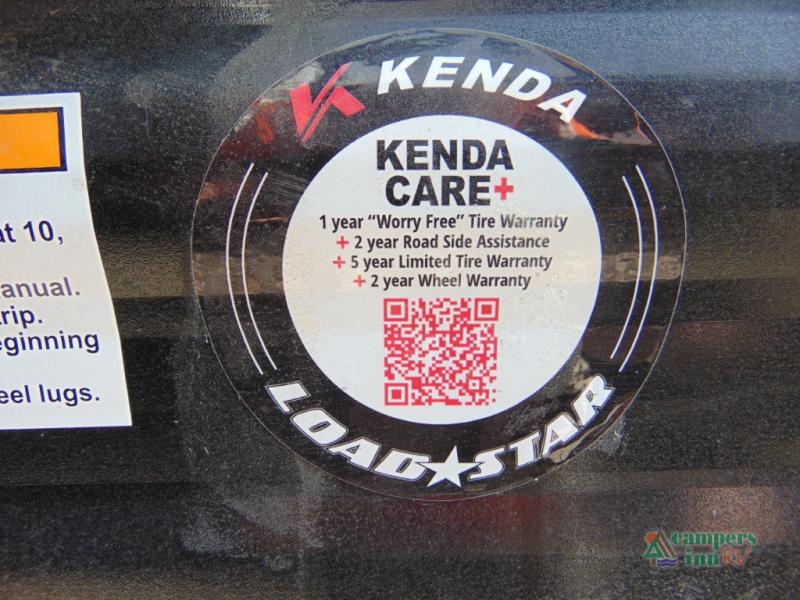 KENDA
KENDA
CARE+
1 year "Worry Free" Tire Warranty
+ 2 year Road Side Assistance
+ 5 year Limited Tire Warranty
+ 2 year Wheel Warranty
LOAD★STAR
at 10,
anual.
rip.
eginning
eel lugs.
campers
inn RV